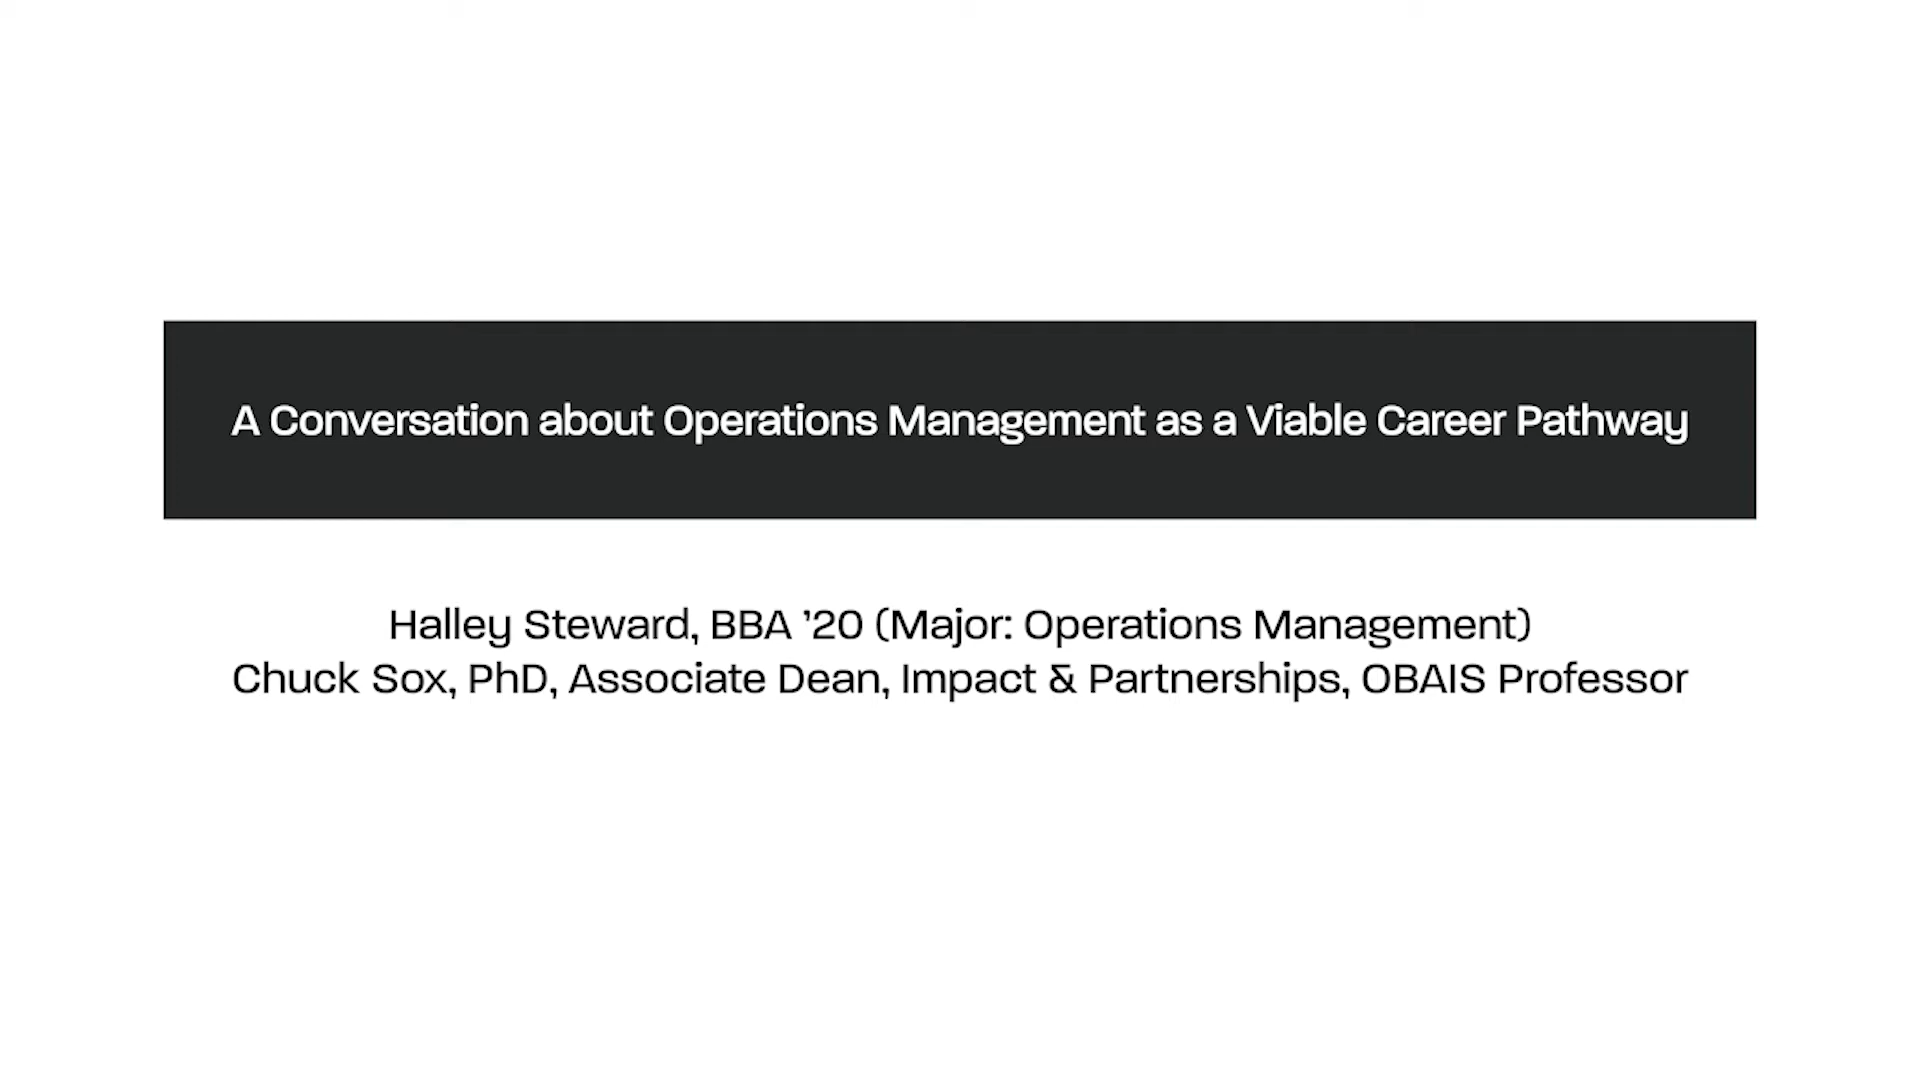 A Conversation about Operations Management as a Viable Career Pathway
Halley Steward, BBA ’20 (Major: Operations Management)
Chuck Sox, PhD, Associate Dean, Impact & Partnerships, OBAIS Professor